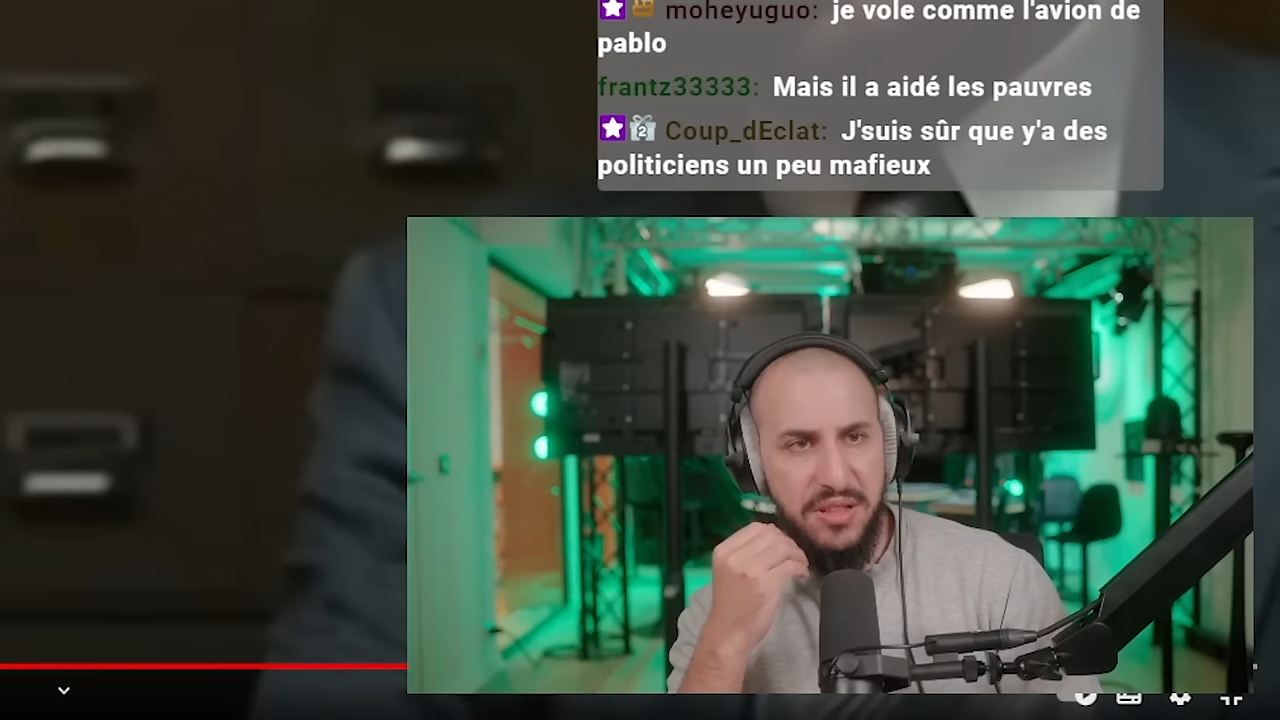 moheyuguo: je vole comme l'avion de
pablo
frantz33333: Mais il a aidé les pauvres
2 Coup_dEclat: J'suis sûr que y'a des
politiciens un peu mafieux